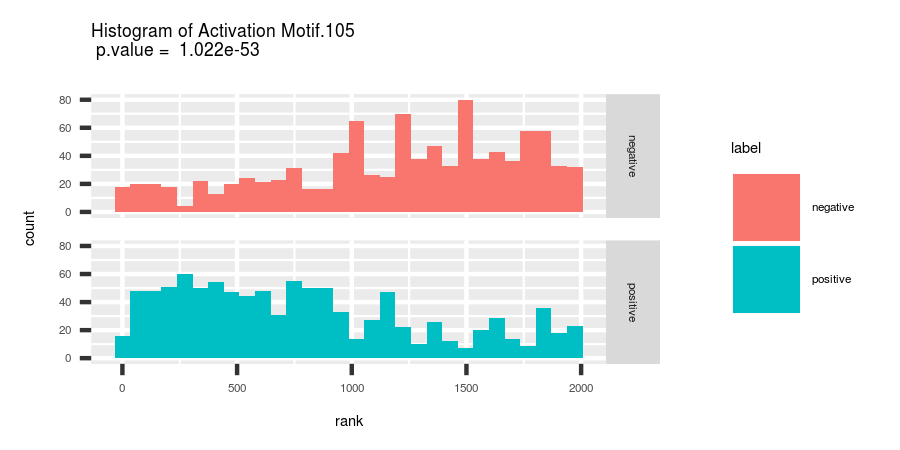 Histogram of Activation Motif.105
p.value = 1.022e-53
count
80
60
40
20
0
negative
80
60
40
20
0
positive
0
500
1000
1500
2000
rank
label
negative
positive